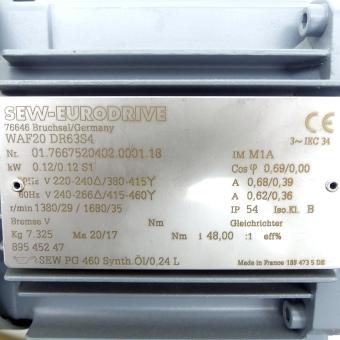 SEW-EURODRIVE
76646 Bruchsal/Germany
WAF20 DR63S4
3~IEC 34
Nr. 01.7667520402.0001.18 IM M1A
kW 0.12/0.12 S1 Cos φ 0,69/0,00
50Hz V 220-240Δ/380-415Y A 0,68/0,39
60Hz V 240-266Δ/415-460Y A 0,62/0,36
r/min 1380/29 / 1680/35 IP 54 Iso.Kl. B
Bremse V Nm Gleichrichter
Kg 7.325 Ma 20/17 Nm i 48,00 :1 eff%
895 452 47
SEW PG 460 Synth.Öl/0,24 L
Made in France 189 473 5 DE